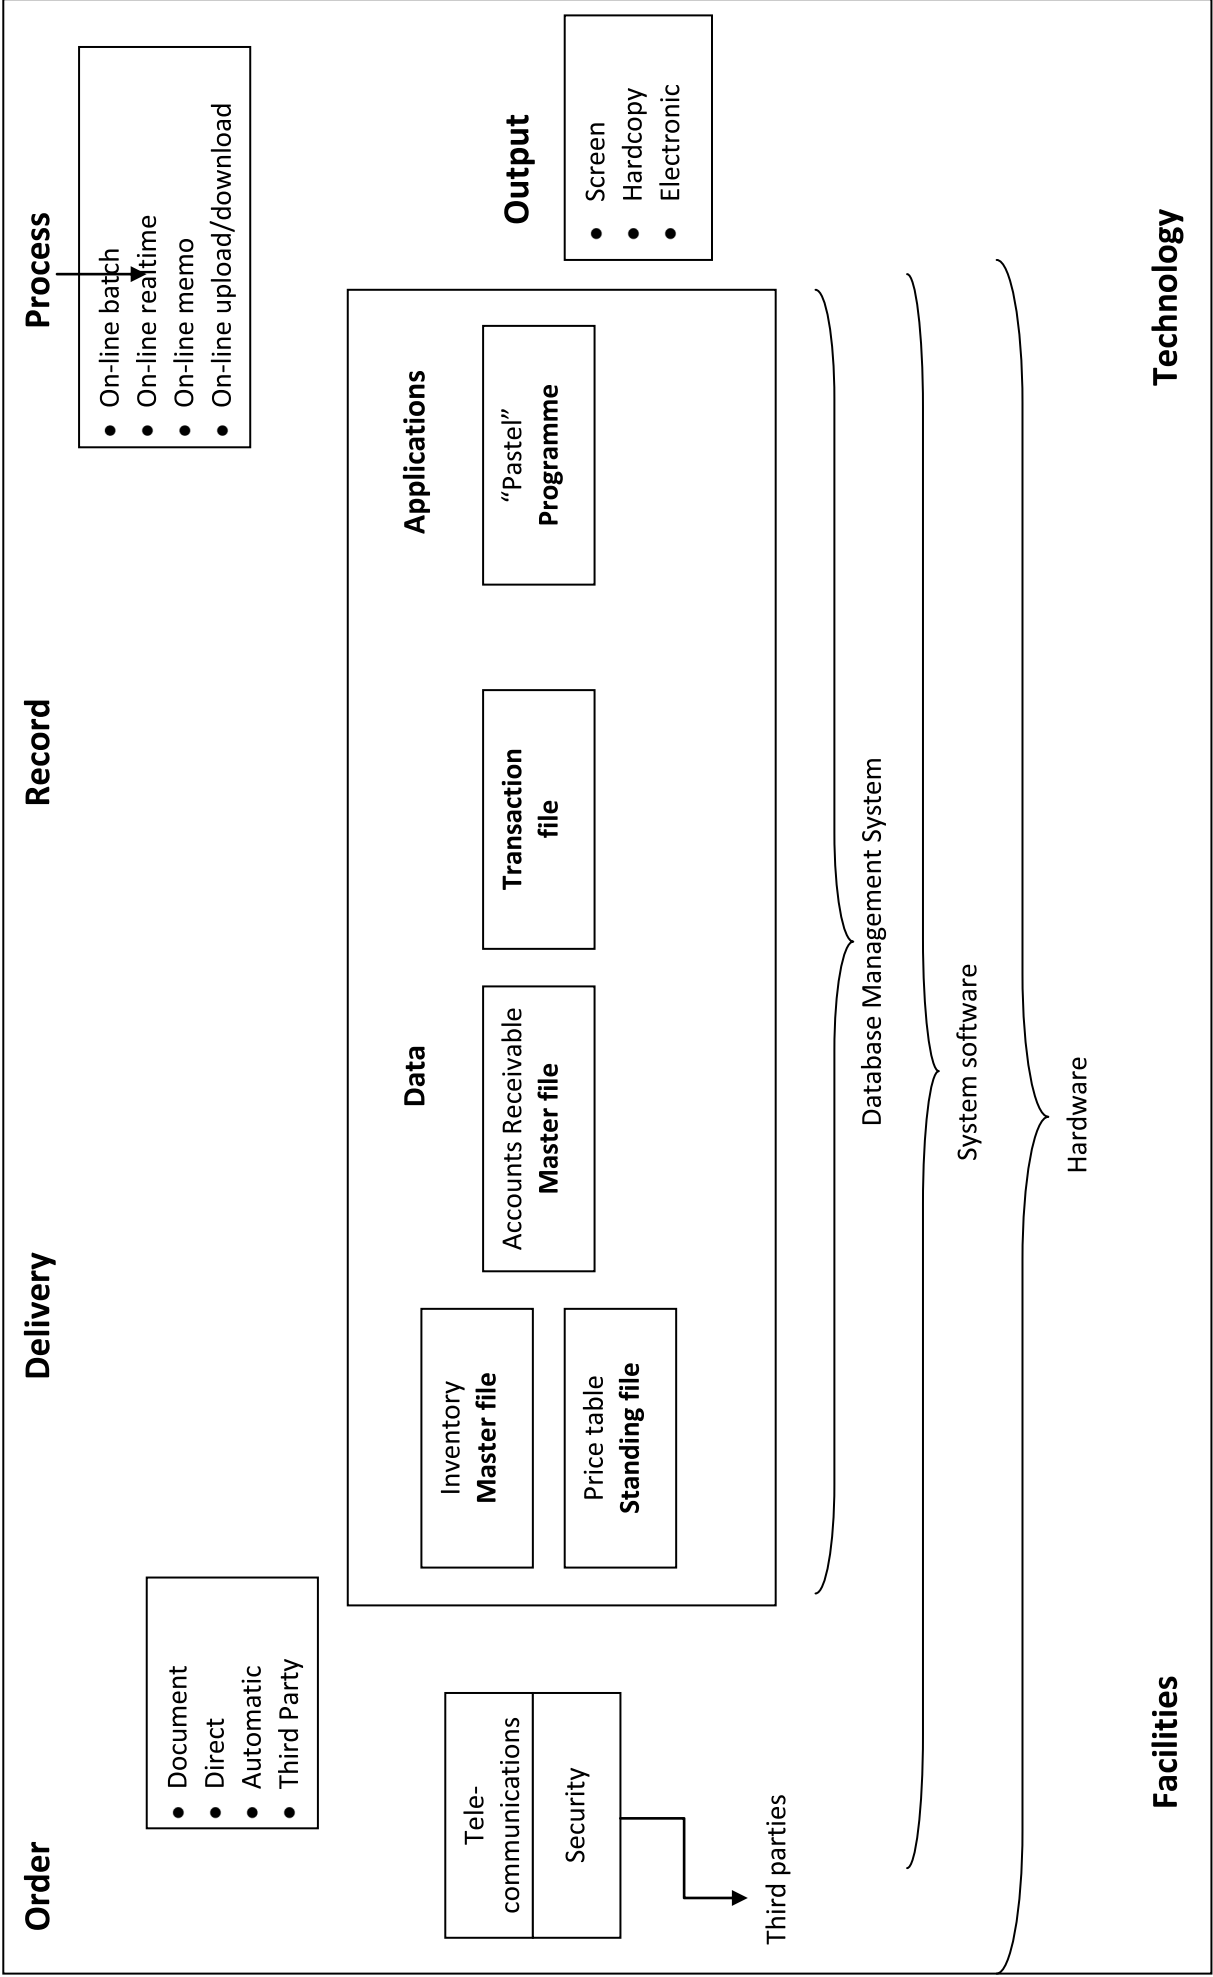 Order
Delivery
Record
Process
• Document
• Direct
• Automatic
• Third Party
• On-line batch
• On-line realtime
• On-line memo
• On-line upload/download
Data
Applications
Tele-
communications
Security
Third parties
Inventory
Master file
Price table
Standing file
Accounts Receivable
Master file
Transaction
file
“Pastel”
Programme
Output
• Screen
• Hardcopy
• Electronic
Database Management System
System software
Hardware
Facilities
Technology